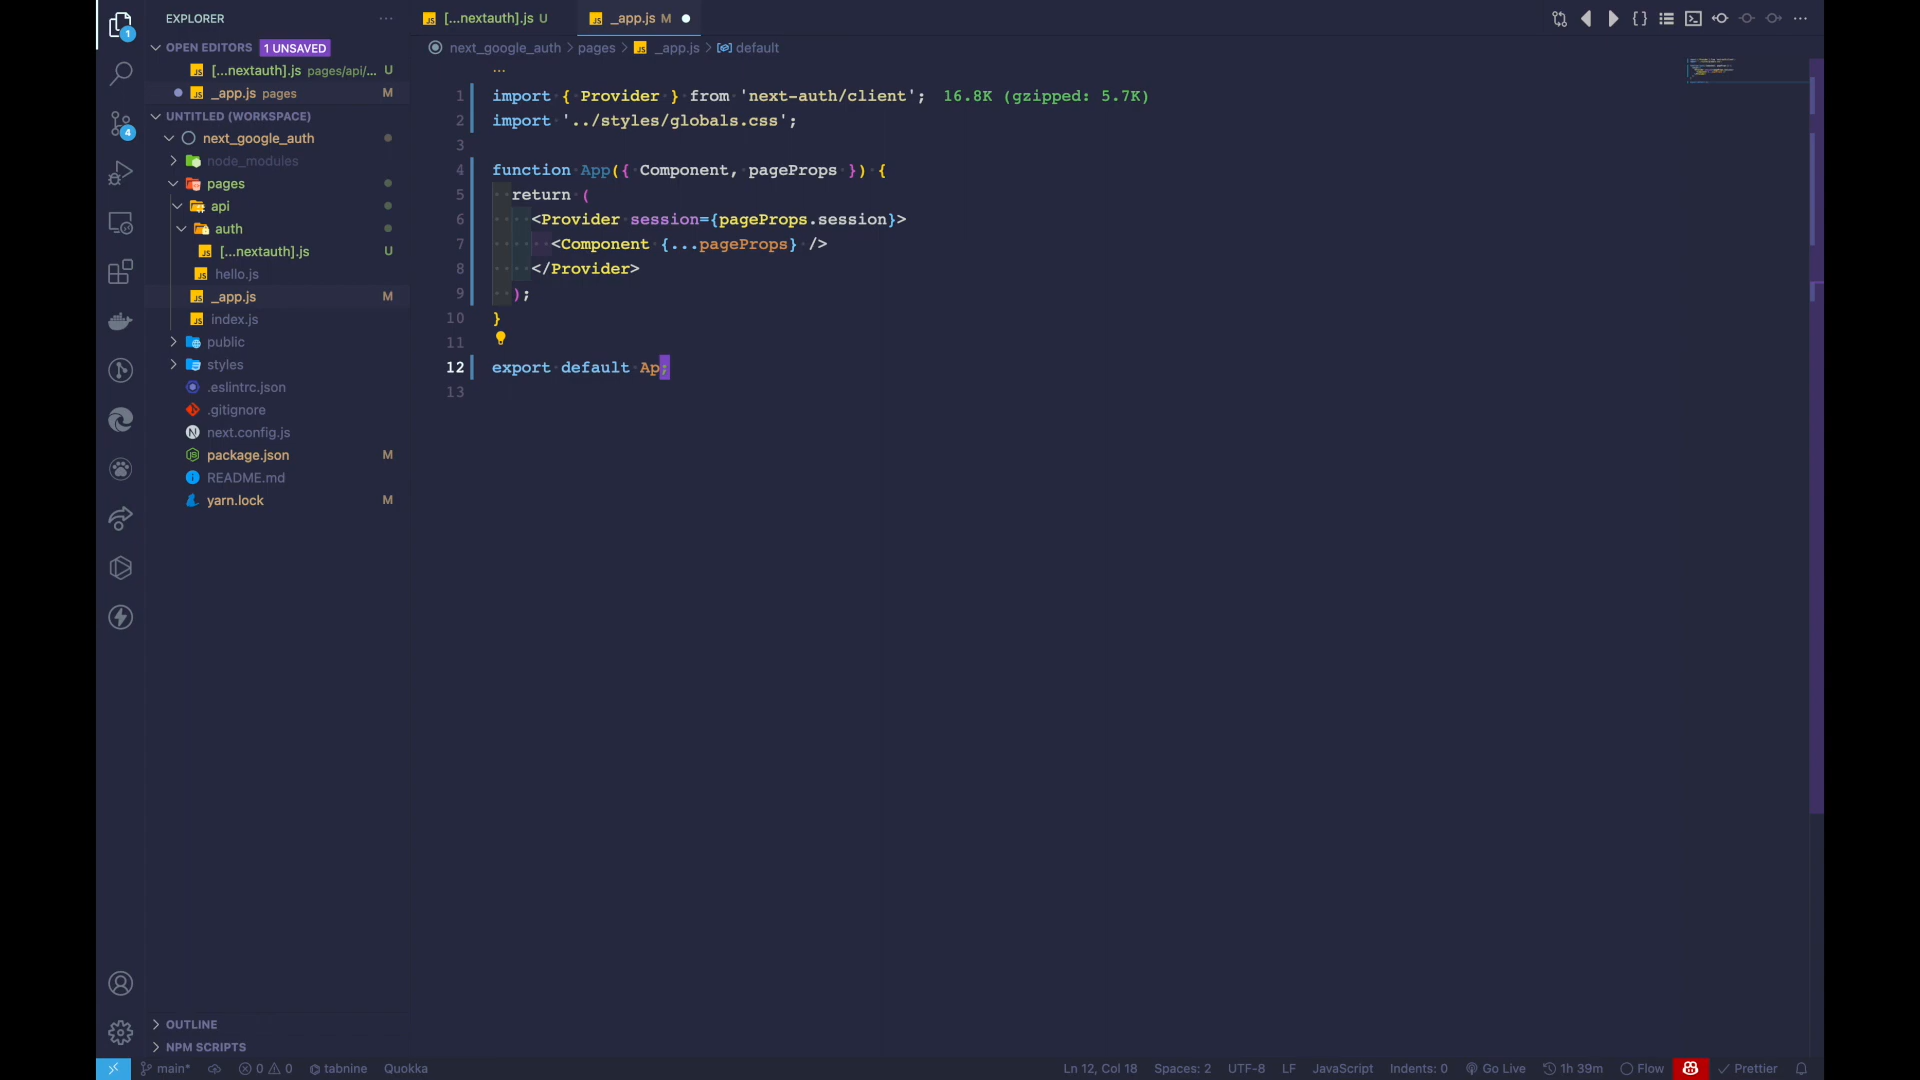 EXPLORER
OPEN EDITORS 1 UNSAVED
[...nextauth].js pages/api/... U
_app.js pages M
UNTITLED (WORKSPACE)
next_google_auth
node_modules
pages
api
auth
[...nextauth].js U
hello.js
_app.js M
index.js
public
styles
.eslintrc.json
.gitignore
next.config.js
package.json M
README.md
yarn.lock M
OUTLINE
NPM SCRIPTS
1
4
[...nextauth].js U
_app.js M
next_google_auth > pages > _app.js > default
1 import { Provider } from 'next-auth/client'; 16.8K (gzipped: 5.7K)
2 import '../styles/globals.css';
3
4 function App({ Component, pageProps }) {
5 return (
6 <Provider session={pageProps.session}>
7 <Component {...pageProps} />
8 </Provider>
9 );
10 }
11
12 export default Ap;
13
main* 0 0 tabnine Quokka
Ln 12, Col 18 Spaces: 2 UTF-8 LF JavaScript Indents: 0 Go Live 1h 39m Flow Prettier